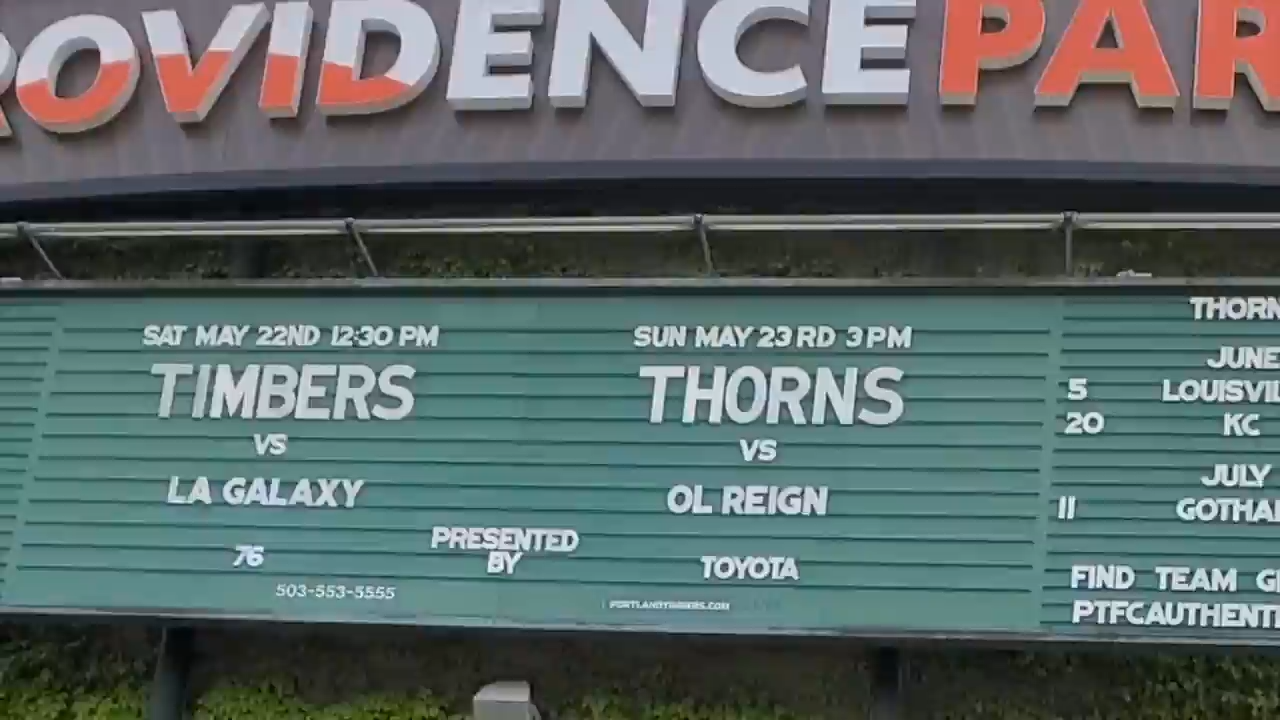 ROVIDENCE PAR
SAT MAY 22ND 12:30 PM
TIMBERS
VS
LA GALAXY
76
503-553-5555
PRESENTED
BY
SUN MAY 23RD 3PM
THORNS
VS
OL REIGN
TOYOTA
PORTLANDTIMBERS.COM
THORN
JUNE
5 LOUISVIL
20 KC
JULY
11 GOTHA
FIND TEAM G
PTFCAUTHENTI